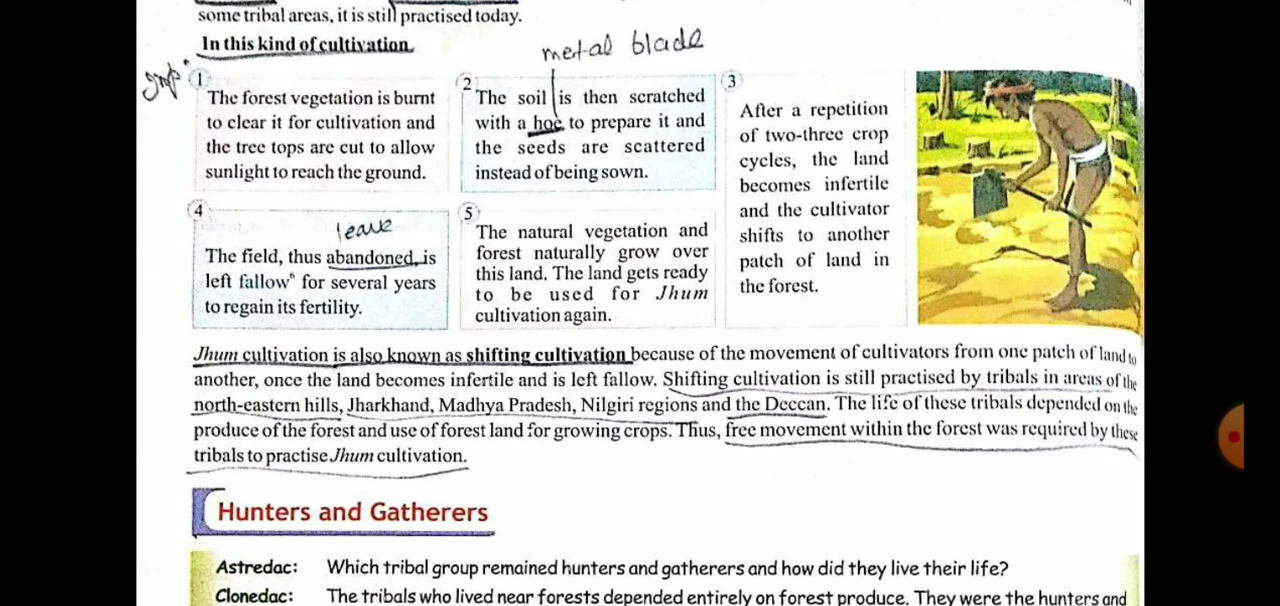 some tribal areas, it is still practised today.
In this kind of cultivation
metal blade
Imp.
1
The forest vegetation is burnt
to clear it for cultivation and
the tree tops are cut to allow
sunlight to reach the ground.
2
The soil is then scratched
with a hoe to prepare it and
the seeds are scattered
instead of being sown.
3
After a repetition
of two-three crop
cycles, the land
becomes infertile
and the cultivator
shifts to another
patch of land in
the forest.
4
leave
The field, thus abandoned, is
left fallow for several years
to regain its fertility.
5
The natural vegetation and
forest naturally grow over
this land. The land gets ready
to be used for Jhum
cultivation again.
Jhum cultivation is also known as shifting cultivation because of the movement of cultivators from one patch of land to
another, once the land becomes infertile and is left fallow. Shifting cultivation is still practised by tribals in areas of the
north-eastern hills, Jharkhand, Madhya Pradesh, Nilgiri regions and the Deccan. The life of these tribals depended on the
produce of the forest and use of forest land for growing crops. Thus, free movement within the forest was required by these
tribals to practise Jhum cultivation.
Hunters and Gatherers
Astredac: Which tribal group remained hunters and gatherers and how did they live their life?
Clonedac: The tribals who lived near forests depended entirely on forest produce. They were the hunters and